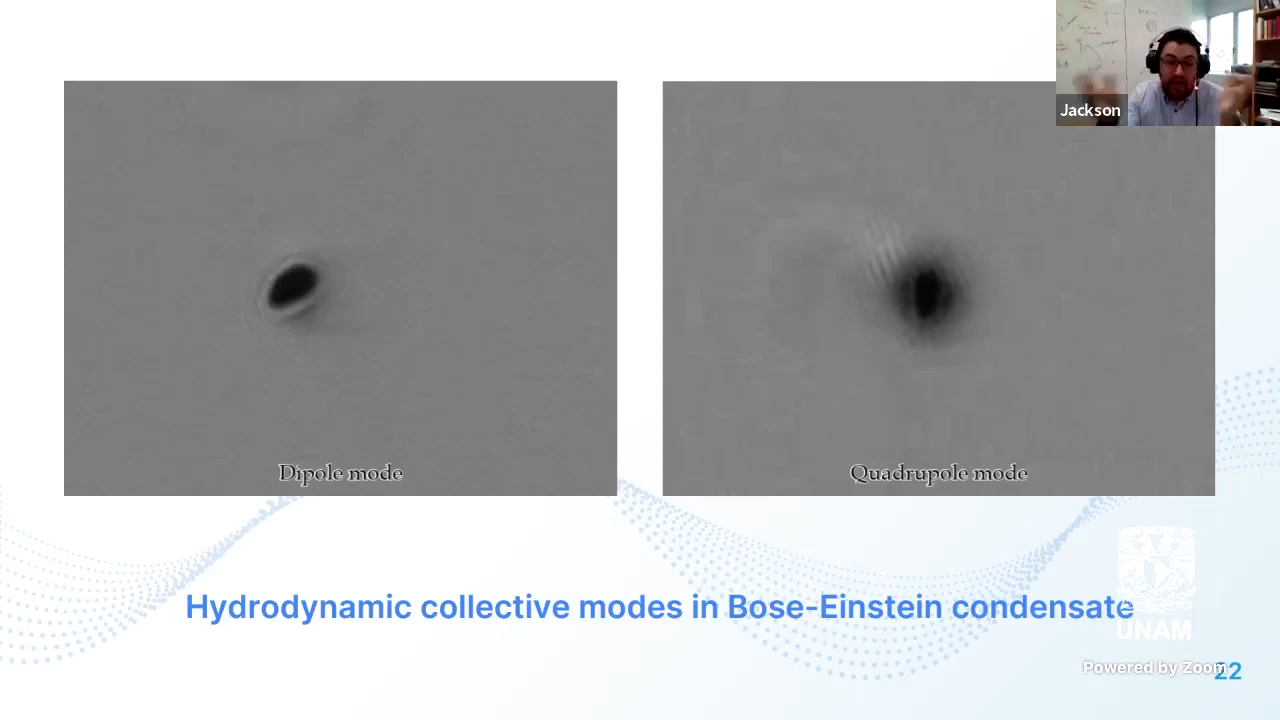 Jackson
Dipole mode
Quadrupole mode
Hydrodynamic collective modes in Bose-Einstein condensate
UNAM
Powered by Zoom
22